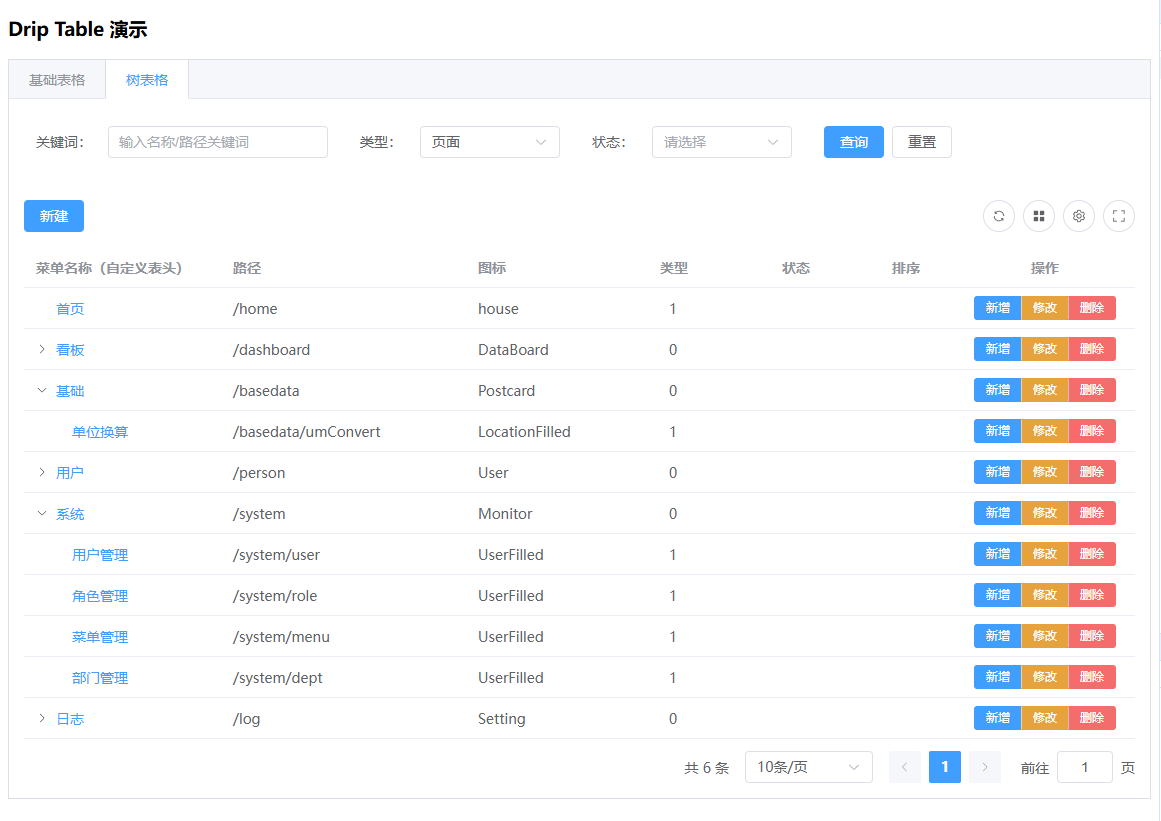 Drip Table 演示
基础表格 树表格
关键词: 输入名称/路径关键词 类型: 页面 状态: 请选择 查询 重置
新建
菜单名称（自定义表头） 路径 图标 类型 状态 排序 操作
首页 /home house 1 新增 修改 删除
看板 /dashboard DataBoard 0 新增 修改 删除
基础 /basedata Postcard 0 新增 修改 删除
单位换算 /basedata/umConvert LocationFilled 1 新增 修改 删除
用户 /person User 0 新增 修改 删除
系统 /system Monitor 0 新增 修改 删除
用户管理 /system/user UserFilled 1 新增 修改 删除
角色管理 /system/role UserFilled 1 新增 修改 删除
菜单管理 /system/menu UserFilled 1 新增 修改 删除
部门管理 /system/dept UserFilled 1 新增 修改 删除
日志 /log Setting 0 新增 修改 删除
共 6 条 10条/页 1 前往 1 页